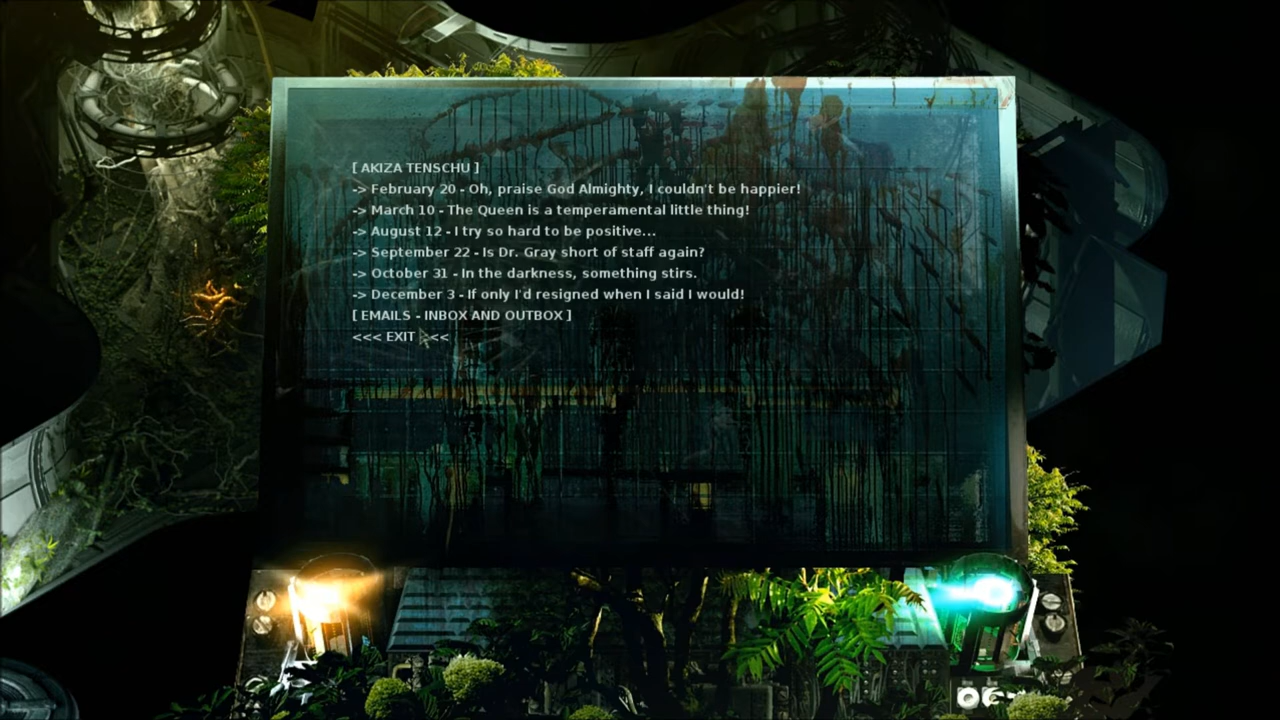 [ AKIZA TENSCHU ]
-> February 20 - Oh, praise God Almighty, I couldn't be happier!
-> March 10 - The Queen is a temperamental little thing!
-> August 12 - I try so hard to be positive...
-> September 22 - Is Dr. Gray short of staff again?
-> October 31 - In the darkness, something stirs.
-> December 3 - If only I'd resigned when I said I would!
[ EMAILS - INBOX AND OUTBOX ]
<<< EXIT <<<